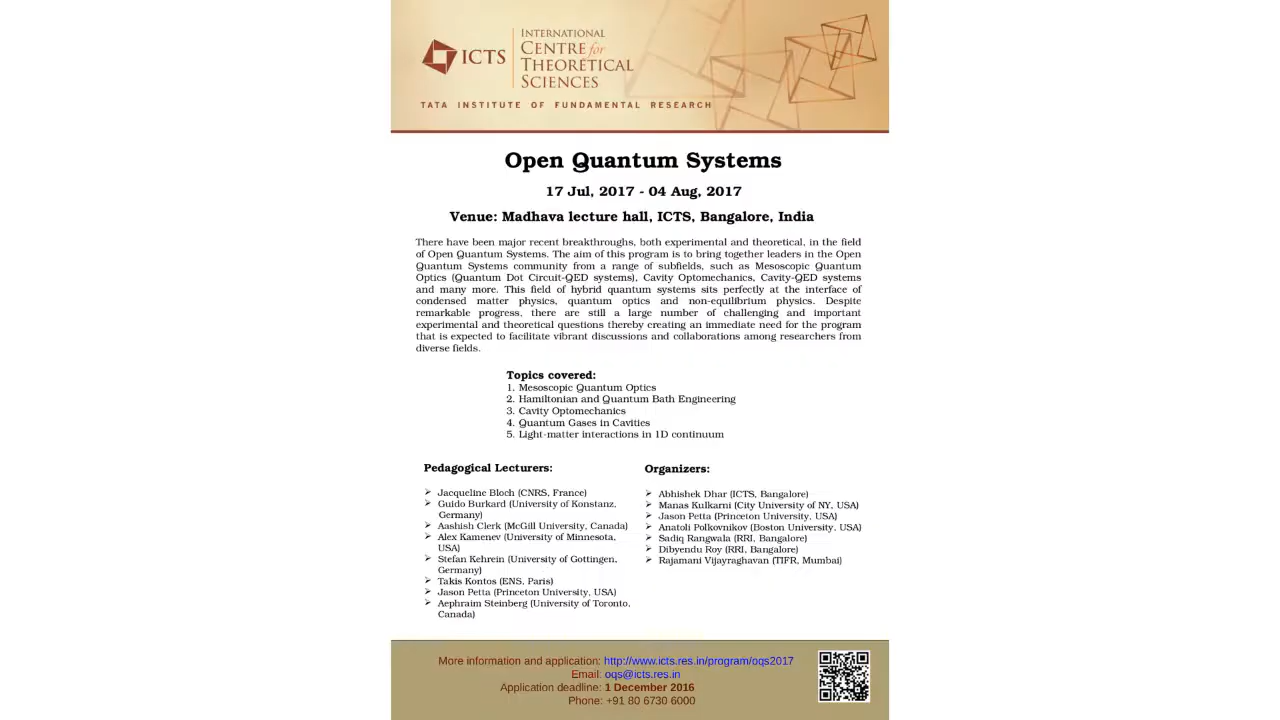 ICTS
INTERNATIONAL
CENTRE for
THEORETICAL
SCIENCES
TATA INSTITUTE OF FUNDAMENTAL RESEARCH
Open Quantum Systems
17 Jul, 2017 - 04 Aug, 2017
Venue: Madhava lecture hall, ICTS, Bangalore, India
There have been major recent breakthroughs, both experimental and theoretical, in the field
of Open Quantum Systems. The aim of this program is to bring together leaders in the Open
Quantum Systems community from a range of subfields, such as Mesoscopic Quantum
Optics (Quantum Dot Circuit-QED systems), Cavity Optomechanics, Cavity-QED systems
and many more. This field of hybrid quantum systems sits perfectly at the interface of
condensed matter physics, quantum optics and non-equilibrium physics. Despite
remarkable progress, there are still a large number of challenging and important
experimental and theoretical questions thereby creating an immediate need for the program
that is expected to facilitate vibrant discussions and collaborations among researchers from
diverse fields.
Topics covered:
1. Mesoscopic Quantum Optics
2. Hamiltonian and Quantum Bath Engineering
3. Cavity Optomechanics
4. Quantum Gases in Cavities
5. Light-matter interactions in 1D continuum
Pedagogical Lecturers:
Jacqueline Bloch (CNRS, France)
Guido Burkard (University of Konstanz,
Germany)
Aashish Clerk (McGill University, Canada)
Alex Kamenev (University of Minnesota,
USA)
Stefan Kehrein (University of Gottingen,
Germany)
Takis Kontos (ENS, Paris)
Jason Petta (Princeton University, USA)
Aephraim Steinberg (University of Toronto,
Canada)
Organizers:
Abhishek Dhar (ICTS, Bangalore)
Manas Kulkarni (City University of NY, USA)
Jason Petta (Princeton University, USA)
Anatoli Polkovnikov (Boston University, USA)
Sadiq Rangwala (RRI, Bangalore)
Dibyendu Roy (RRI, Bangalore)
Rajamani Vijayraghavan (TIFR, Mumbai)
More information and application: http://www.icts.res.in/program/oqs2017
Email: oqs@icts.res.in
Application deadline: 1 December 2016
Phone: +91 80 6730 6000